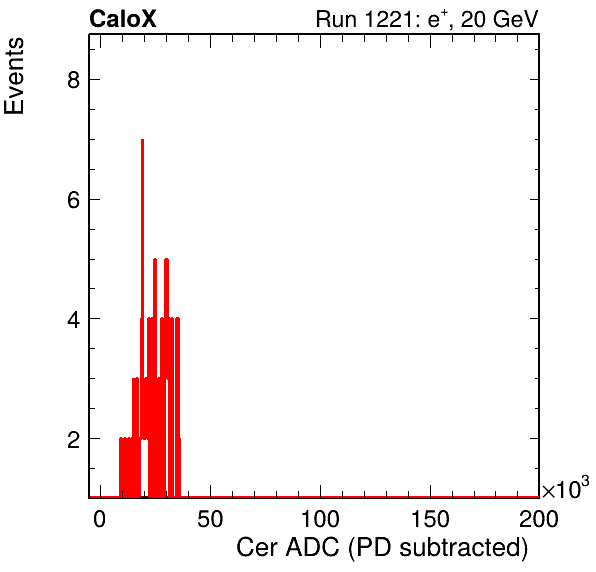 CaloX Run 1221: e⁺, 20 GeV
Events
8
6
4
2
0 50 100 150 200
×10³
Cer ADC (PD subtracted)